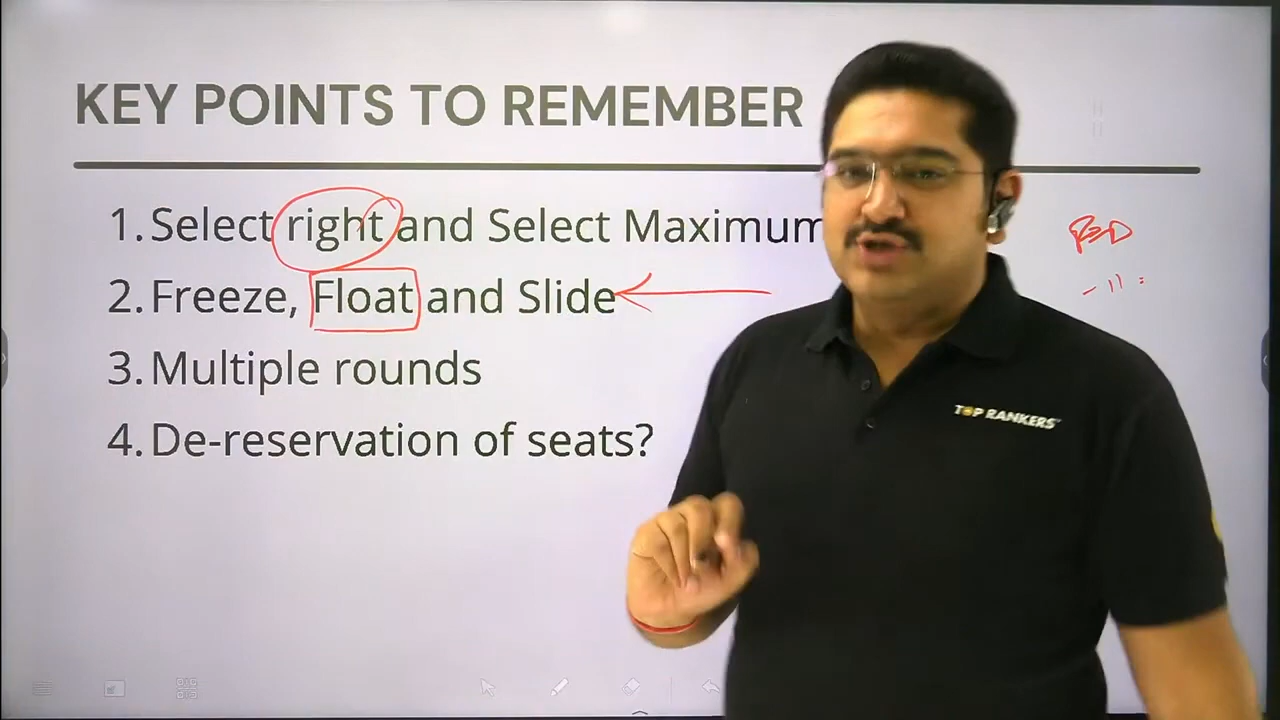 KEY POINTS TO REMEMBER
1. Select right and Select Maximum
2. Freeze, Float and Slide
3. Multiple rounds
4. De-reservation of seats?
TOP RANKERS